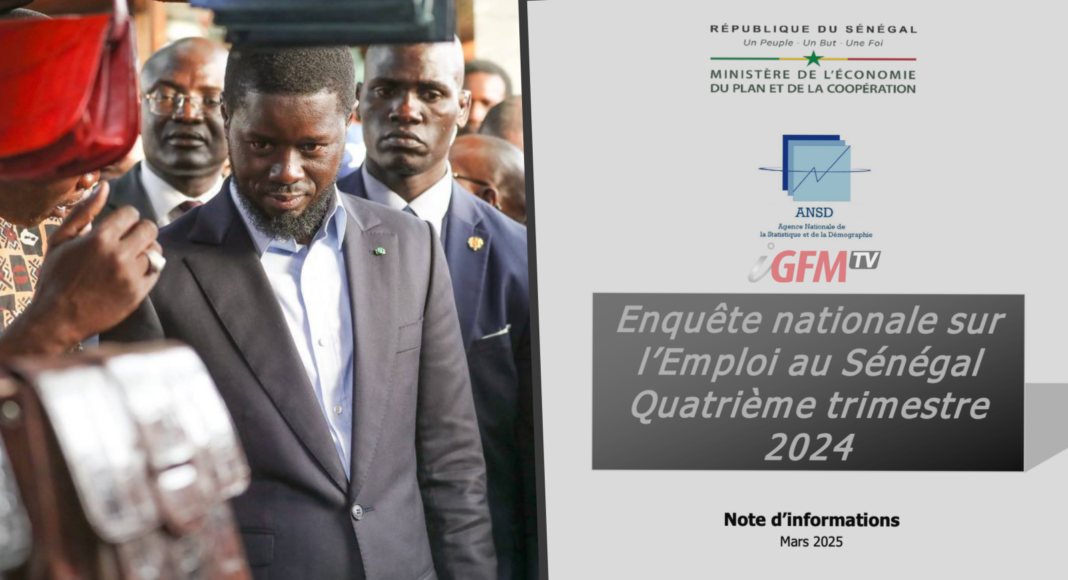 RÉPUBLIQUE DU SÉNÉGAL
Un Peuple - Un But - Une Foi
MINISTÈRE DE L'ÉCONOMIE
DU PLAN ET DE LA COOPÉRATION
ANSD
Agence Nationale de
la Statistique et de la Démographie
iGFM TV
Enquête nationale sur
l'Emploi au Sénégal
Quatrième trimestre
2024
Note d'informations
Mars 2025